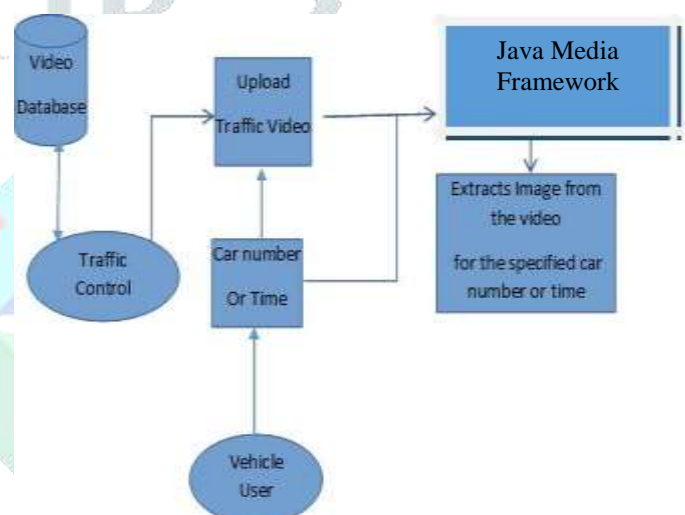 Video
Database
Upload
Traffic Video
Java Media
Framework
Traffic
Control
Car number
Or Time
Extracts Image from
the video
for the specified car
number or time
Vehicle
User